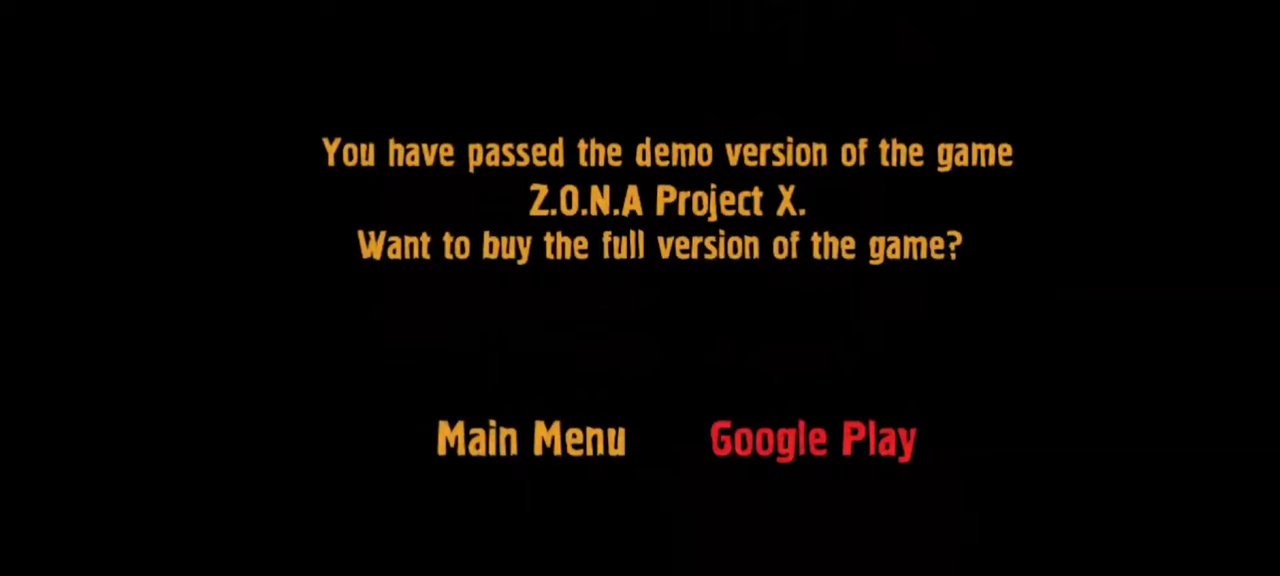 You have passed the demo version of the game
Z.O.N.A Project X.
Want to buy the full version of the game?
Main Menu
Google Play